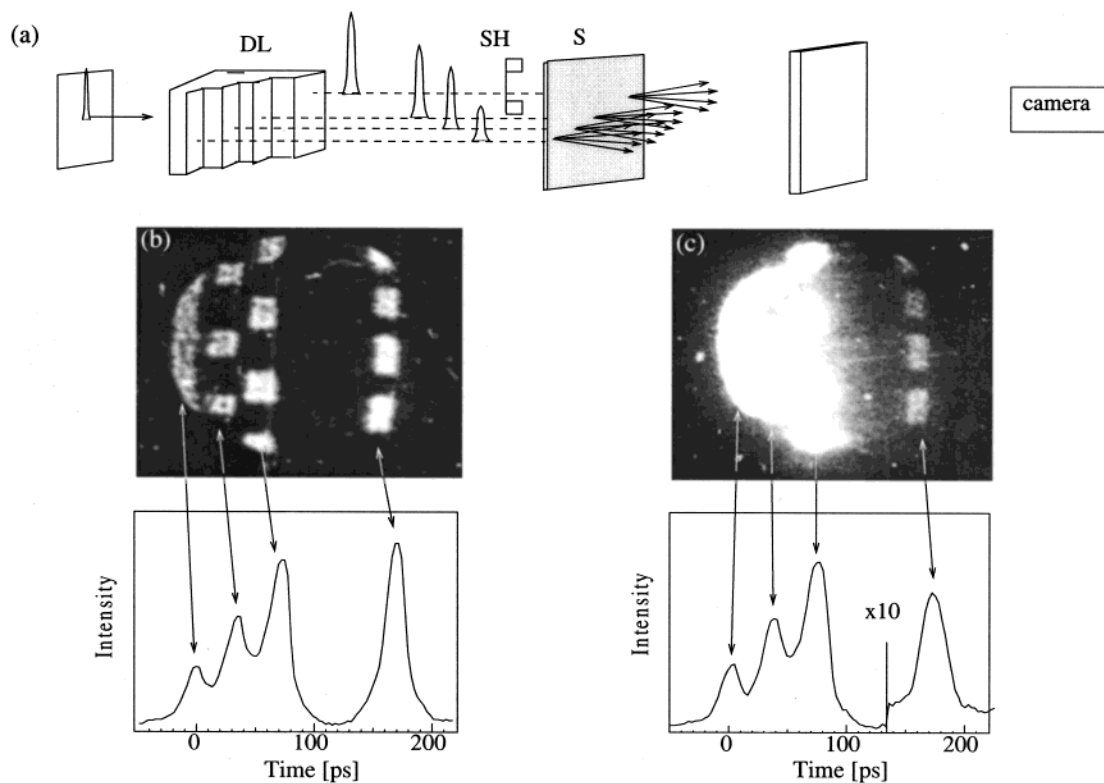 (a)
DL
SH
S
camera
(b)
(c)
Intensity
0 100 200
Time [ps]
Intensity
x10
0 100 200
Time [ps]